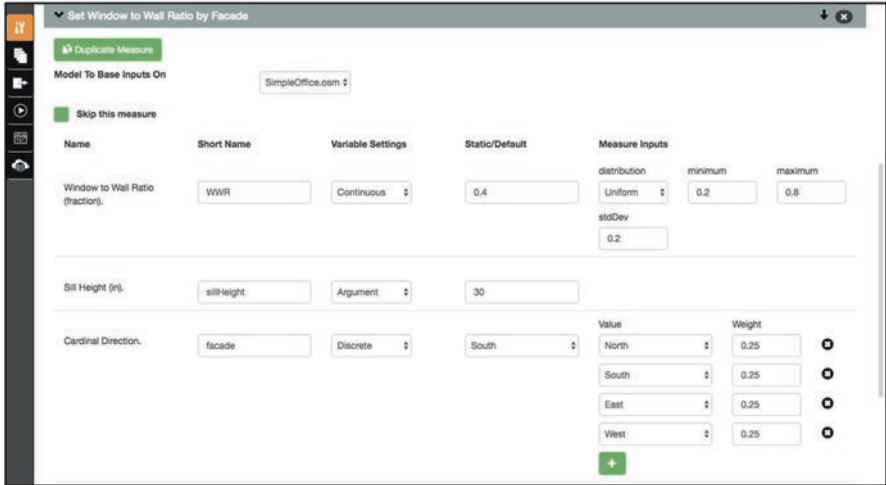 Set Window to Wall Ratio by Facade
Duplicate Measure
Model To Base Inputs On
SimpleOffice.osm
Skip this measure
Name Short Name Variable Settings Static/Default Measure Inputs
distribution minimum maximum
Window to Wall Ratio
(fraction).
WWR Continuous 0.4 Uniform 0.2 0.8
stdDev
0.2
Sill Height (in). sillHeight Argument 30
Value Weight
Cardinal Direction. facade Discrete South North 0.25
South 0.25
East 0.25
West 0.25